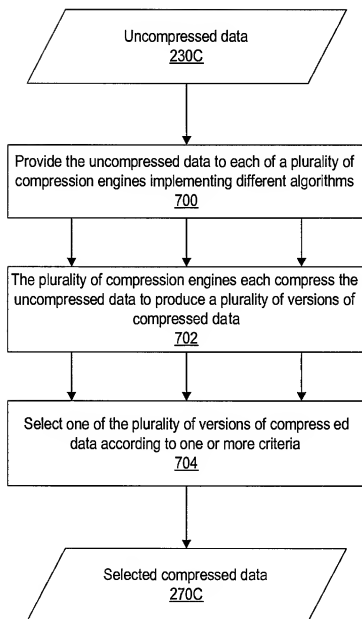 Uncompressed data
230C
Provide the uncompressed data to each of a plurality of
compression engines implementing different algorithms
700
The plurality of compression engines each compress the
uncompressed data to produce a plurality of versions of
compressed data
702
Select one of the plurality of versions of compress ed
data according to one or more criteria
704
Selected compressed data
270C